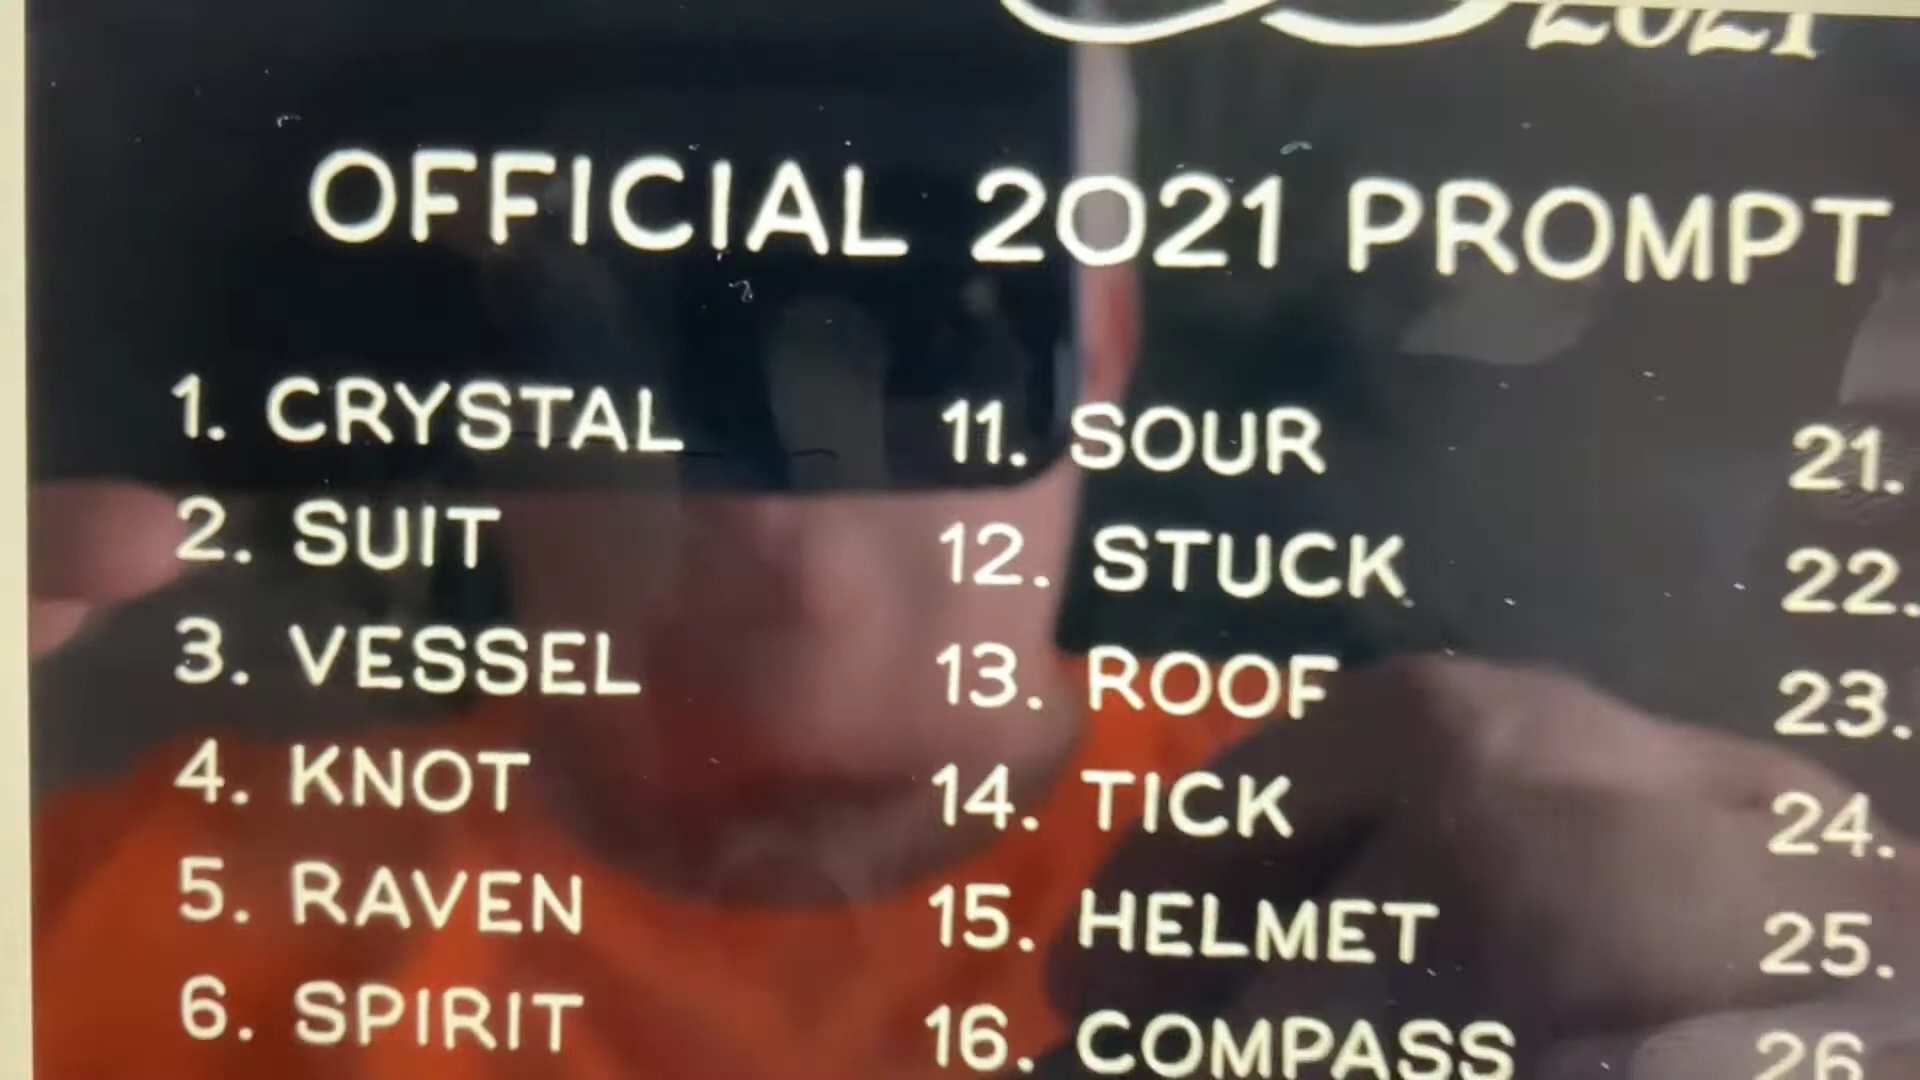 2021
OFFICIAL 2021 PROMPT
1. CRYSTAL
2. SUIT
3. VESSEL
4. KNOT
5. RAVEN
6. SPIRIT
11. SOUR
12. STUCK
13. ROOF
14. TICK
15. HELMET
16. COMPASS
21.
22.
23.
24.
25.
26